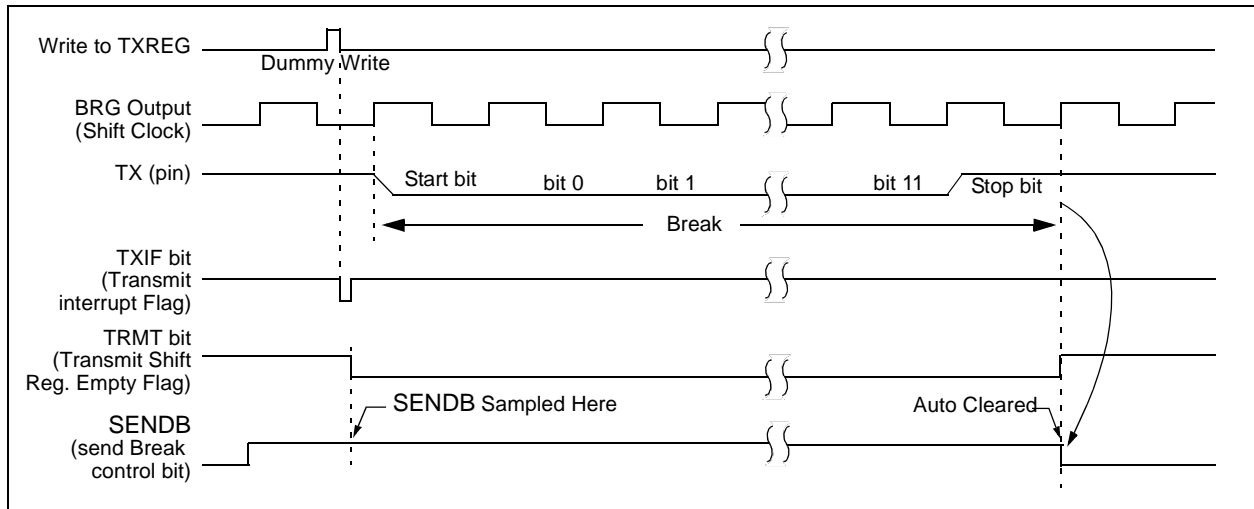 Write to TXREG
Dummy Write
BRG Output
(Shift Clock)
TX (pin)
Start bit
bit 0
bit 1
bit 11
Stop bit
Break
TXIF bit
(Transmit
interrupt Flag)
TRMT bit
(Transmit Shift
Reg. Empty Flag)
SENDB Sampled Here
Auto Cleared
SENDB
(send Break
control bit)